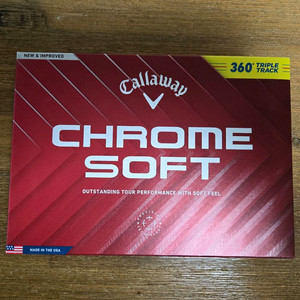 NEW & IMPROVED
360° TRIPLE TRACK
Callaway
CHROME
SOFT
OUTSTANDING TOUR PERFORMANCE WITH SOFT FEEL
MADE IN THE USA